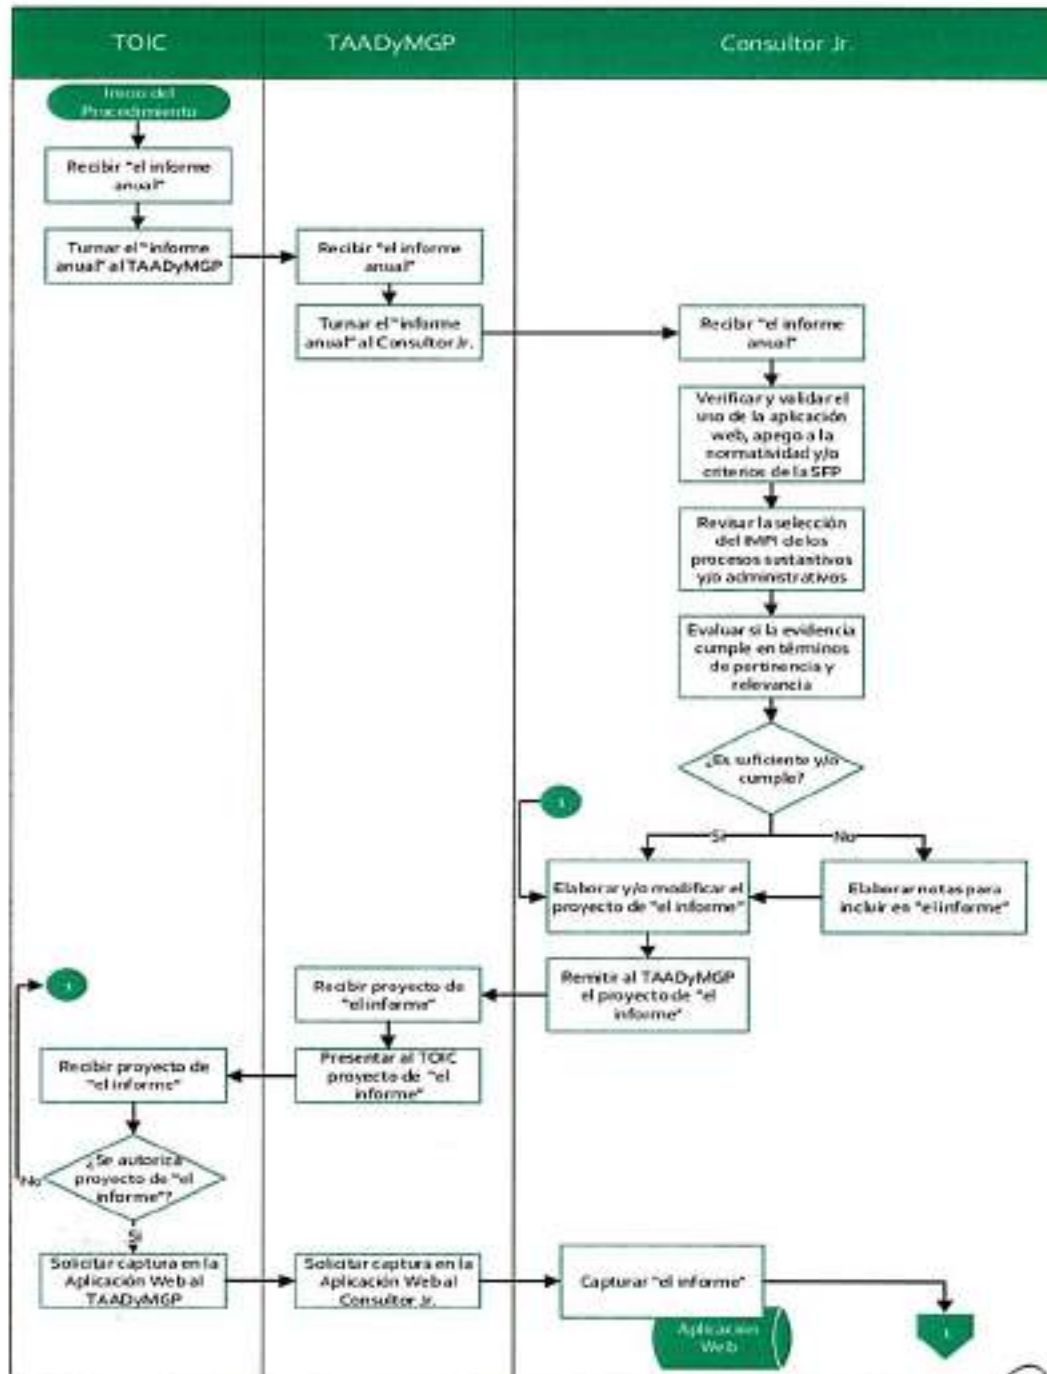 TOIC
TAADyMGP
Consultor Jr.
Inicio del
Procedimiento
Recibir "el informe
anual"
Turnar el "informe
anual" al TAADyMGP
Recibir "el informe
anual"
Turnar el "informe
anual" al Consultor Jr.
Recibir "el informe
anual"
Verificar y validar el
uso de la aplicación
web, apego a la
normatividad y/o
criterios de la SFP
Revisar la selección
del IMPI de los
procesos sustantivos
y/o administrativos
Evaluar si la evidencia
cumple en términos
de pertinencia y
relevancia
¿Es suficiente y/o
cumple?
1
Si
No
Elaborar y/o modificar el
proyecto de "el informe"
Elaborar notas para
incluir en "el informe"
Remitir al TAADyMGP
el proyecto de "el
informe"
Recibir proyecto de
"el informe"
1
Presentar al TOIC
proyecto de "el
informe"
Recibir proyecto de
"el informe"
¿Se autoriza
proyecto de "el
informe"?
No
Si
Solicitar captura en la
Aplicación Web al
TAADyMGP
Solicitar captura en la
Aplicación Web al
Consultor Jr.
Capturar "el informe"
Aplicación
Web
1